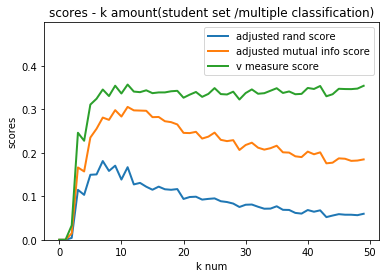 scores - k amount(student set /multiple classification)
adjusted rand score
adjusted mutual info score
v measure score
scores
0.4
0.3
0.2
0.1
0.0
0
10
20
30
40
50
k num